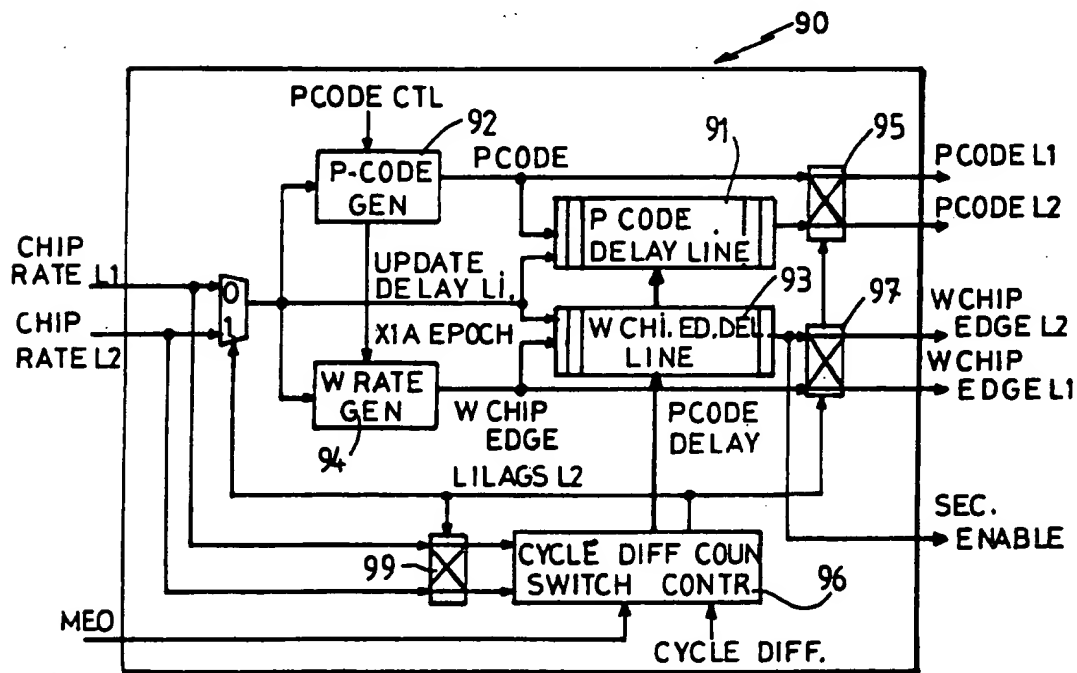 90
PCODE CTL
92
P-CODE
GEN
PCODE
91
P CODE
DELAY LINE
95
PCODE L1
PCODE L2
CHIP
RATE L1
CHIP
RATE L2
0
1
UPDATE
DELAY LI.
X1A EPOCH
W CHI. ED. DEL
LINE
93
97
W CHIP
EDGE L2
W CHIP
EDGE L1
W RATE
GEN
94
W CHIP
EDGE
PCODE
DELAY
L1LAGS L2
SEC.
ENABLE
99
CYCLE DIFF COUN
SWITCH CONTR.
96
MEO
CYCLE DIFF.